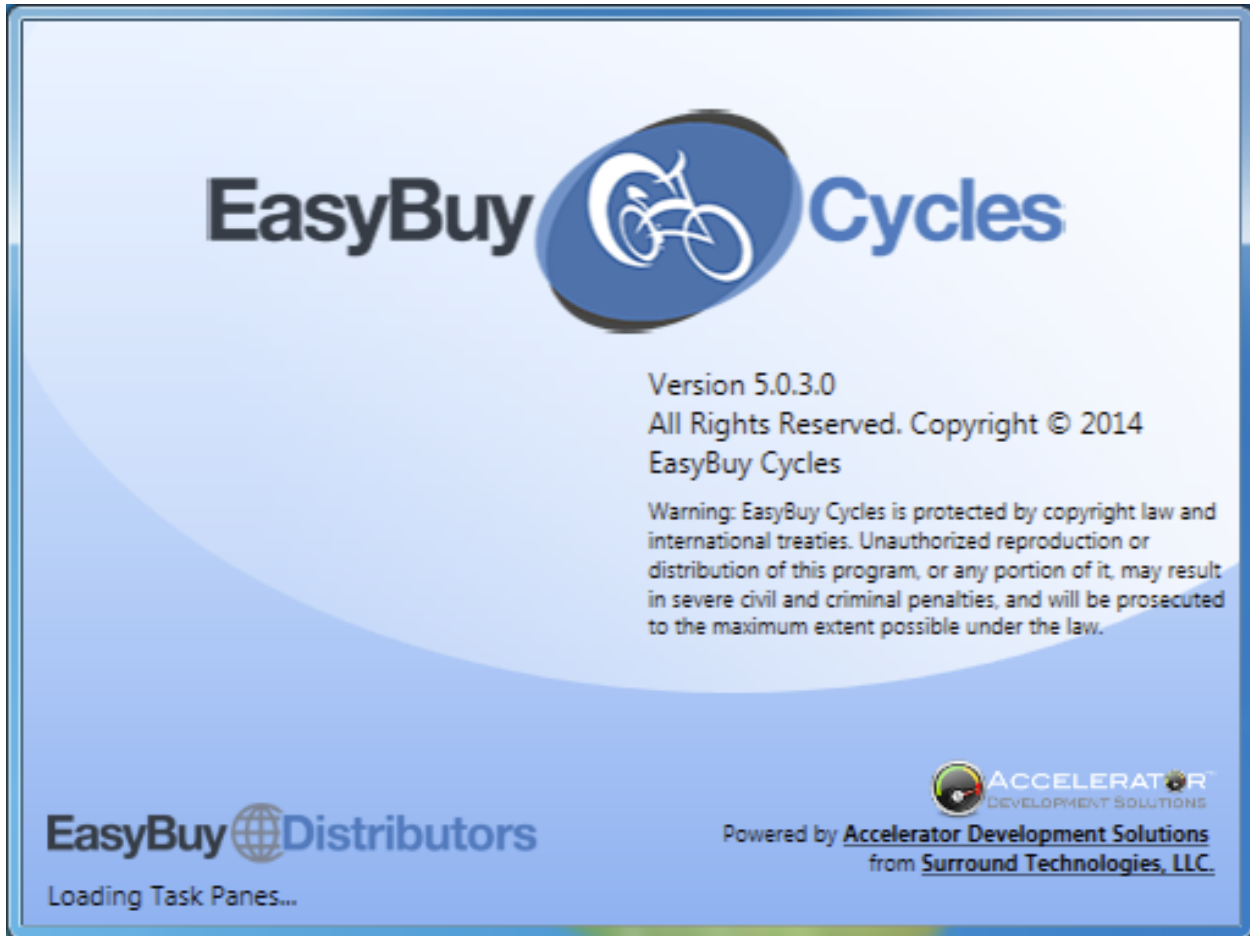 EasyBuy Cycles
Version 5.0.3.0
All Rights Reserved. Copyright © 2014
EasyBuy Cycles
Warning: EasyBuy Cycles is protected by copyright law and
international treaties. Unauthorized reproduction or
distribution of this program, or any portion of it, may result
in severe civil and criminal penalties, and will be prosecuted
to the maximum extent possible under the law.
ACCELERATOR™
DEVELOPMENT SOLUTIONS
EasyBuy Distributors
Powered by Accelerator Development Solutions
from Surround Technologies, LLC.
Loading Task Panes...